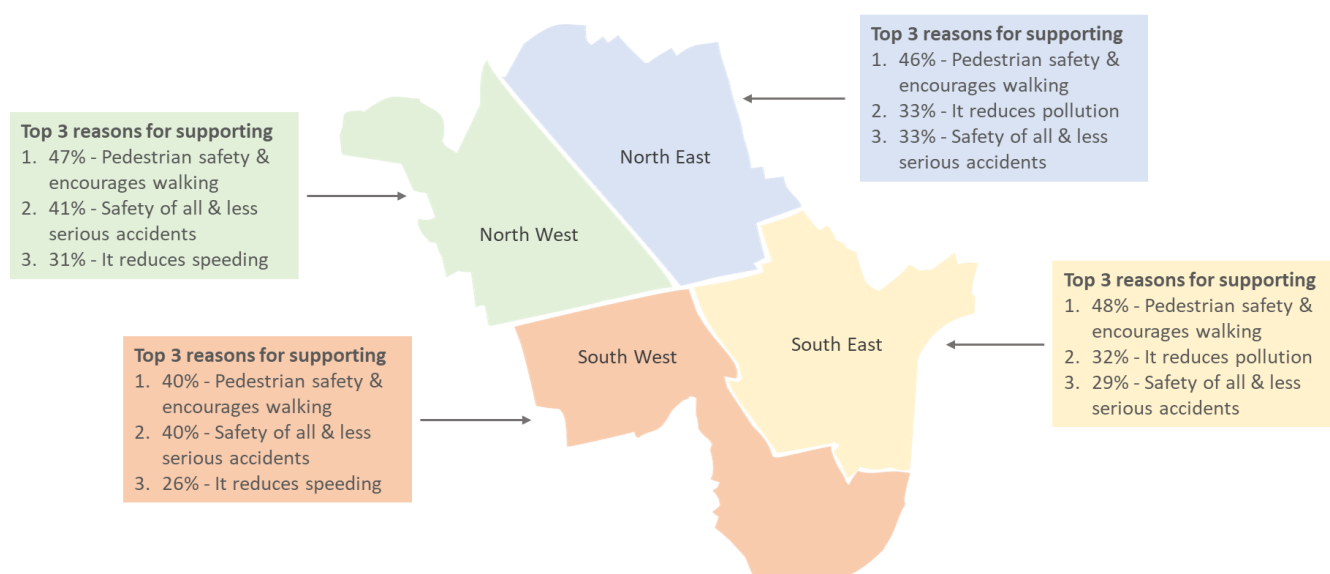 Top 3 reasons for supporting
1. 46% - Pedestrian safety &
encourages walking
2. 33% - It reduces pollution
3. 33% - Safety of all & less
serious accidents
Top 3 reasons for supporting
1. 47% - Pedestrian safety &
encourages walking
2. 41% - Safety of all & less
serious accidents
3. 31% - It reduces speeding
North East
North West
Top 3 reasons for supporting
1. 48% - Pedestrian safety &
encourages walking
2. 32% - It reduces pollution
3. 29% - Safety of all & less
serious accidents
South East
South West
Top 3 reasons for supporting
1. 40% - Pedestrian safety &
encourages walking
2. 40% - Safety of all & less
serious accidents
3. 26% - It reduces speeding